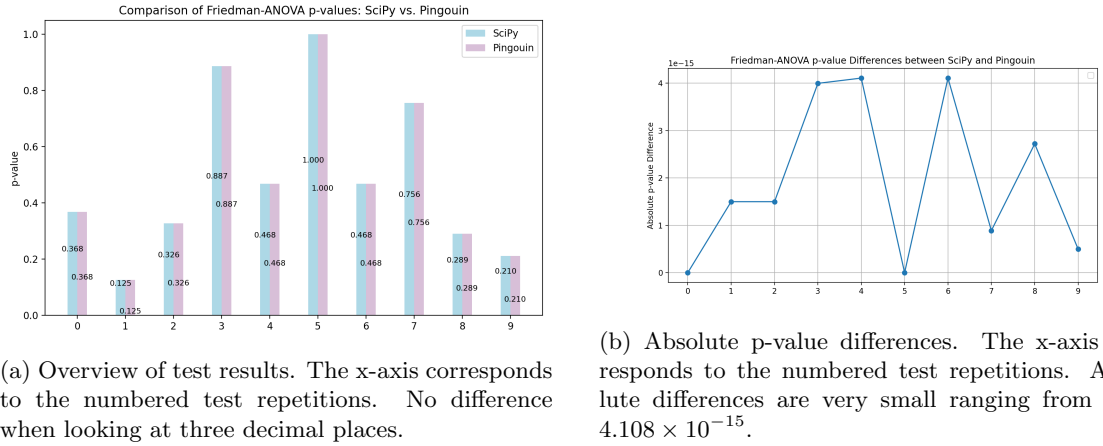 Comparison of Friedman-ANOVA p-values: SciPy vs. Pingouin
SciPy
Pingouin
p-value
1.0
0.8
0.6
0.4
0.2
0.0
0.368
0.368
0.125
0.125
0.326
0.326
0.887
0.887
0.468
0.468
1.000
1.000
0.468
0.468
0.756
0.756
0.289
0.289
0.210
0.210
0 1 2 3 4 5 6 7 8 9
(a) Overview of test results. The x-axis corresponds
to the numbered test repetitions. No difference
when looking at three decimal places.
Friedman-ANOVA p-value Differences between SciPy and Pingouin
1e−15
Absolute p-value Difference
4
3
2
1
0
0 1 2 3 4 5 6 7 8 9
(b) Absolute p-value differences. The x-axis
responds to the numbered test repetitions. A
lute differences are very small ranging from
4.108 × 10⁻¹⁵.